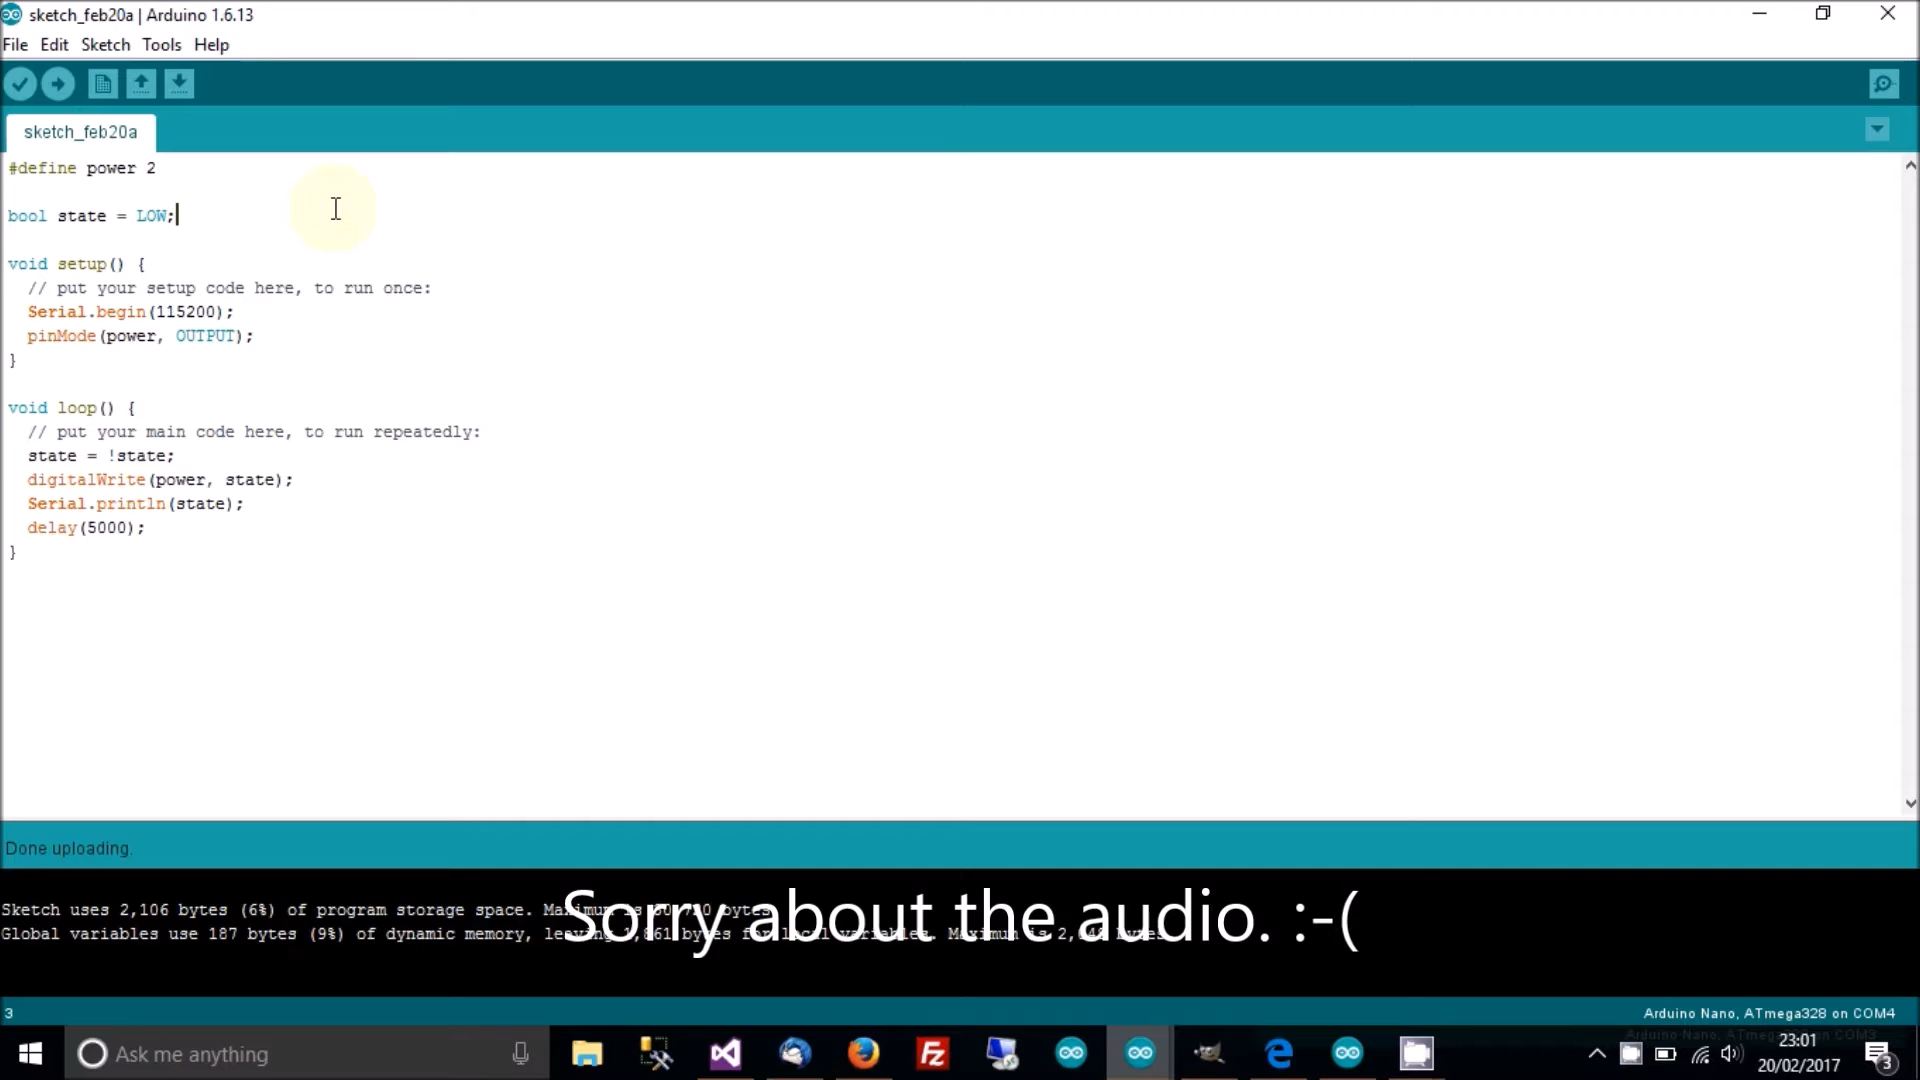 sketch_feb20a | Arduino 1.6.13
File Edit Sketch Tools Help
sketch_feb20a
#define power 2
bool state = LOW;
void setup() {
// put your setup code here, to run once:
Serial.begin(115200);
pinMode(power, OUTPUT);
}
void loop() {
// put your main code here, to run repeatedly:
state = !state;
digitalWrite(power, state);
Serial.println(state);
delay(5000);
}
Done uploading.
Sketch uses 2,106 bytes (6%) of program storage space.
Global variables use 187 bytes (9%) of dynamic memory,
Sorry about the audio. :-(
3
Arduino Nano, ATmega328 on COM4
Ask me anything
Fz
23:01
20/02/2017
3